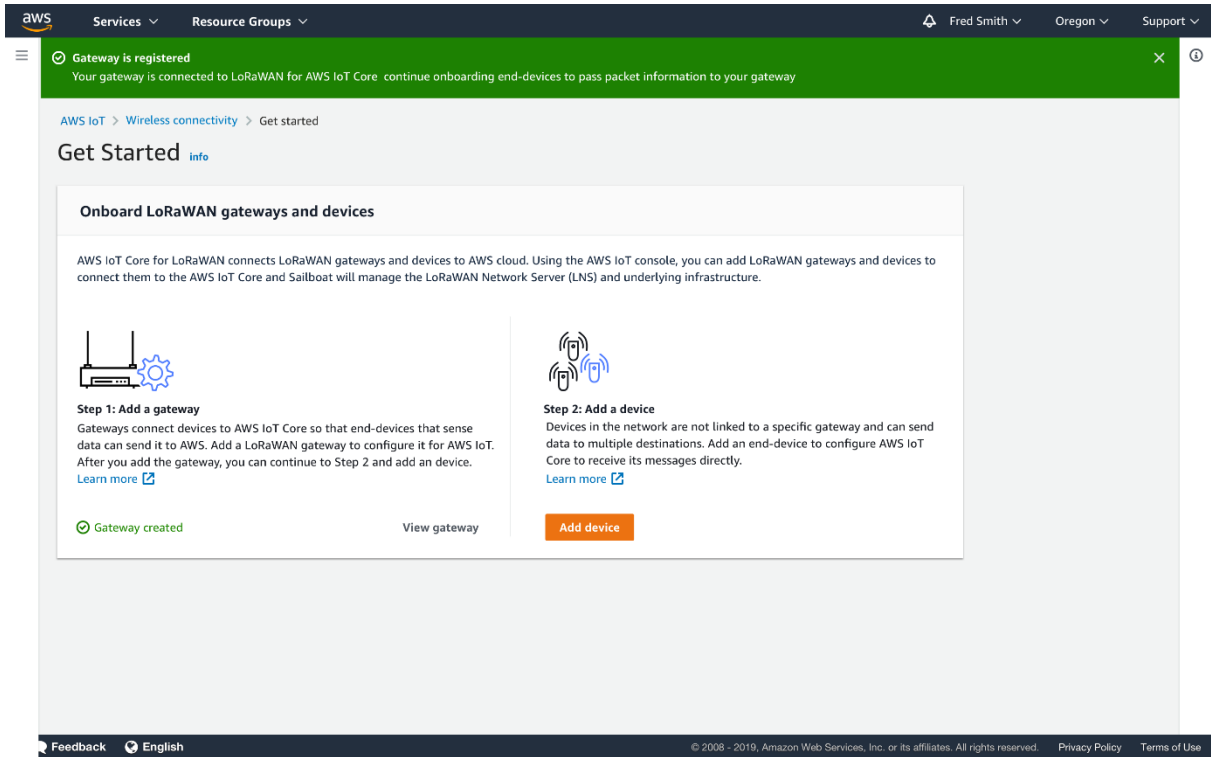 aws Services Resource Groups Fred Smith Oregon Support
Gateway is registered
Your gateway is connected to LoRaWAN for AWS IoT Core continue onboarding end-devices to pass packet information to your gateway
AWS IoT > Wireless connectivity > Get started
Get Started info
Onboard LoRaWAN gateways and devices
AWS IoT Core for LoRaWAN connects LoRaWAN gateways and devices to AWS cloud. Using the AWS IoT console, you can add LoRaWAN gateways and devices to
connect them to the AWS IoT Core and Sailboat will manage the LoRaWAN Network Server (LNS) and underlying infrastructure.
Step 1: Add a gateway
Gateways connect devices to AWS IoT Core so that end-devices that sense
data can send it to AWS. Add a LoRaWAN gateway to configure it for AWS IoT.
After you add the gateway, you can continue to Step 2 and add an device.
Learn more
Gateway created
View gateway
Step 2: Add a device
Devices in the network are not linked to a specific gateway and can send
data to multiple destinations. Add an end-device to configure AWS IoT
Core to receive its messages directly.
Learn more
Add device
Feedback English © 2008 - 2019, Amazon Web Services, Inc. or its affiliates. All rights reserved. Privacy Policy Terms of Use